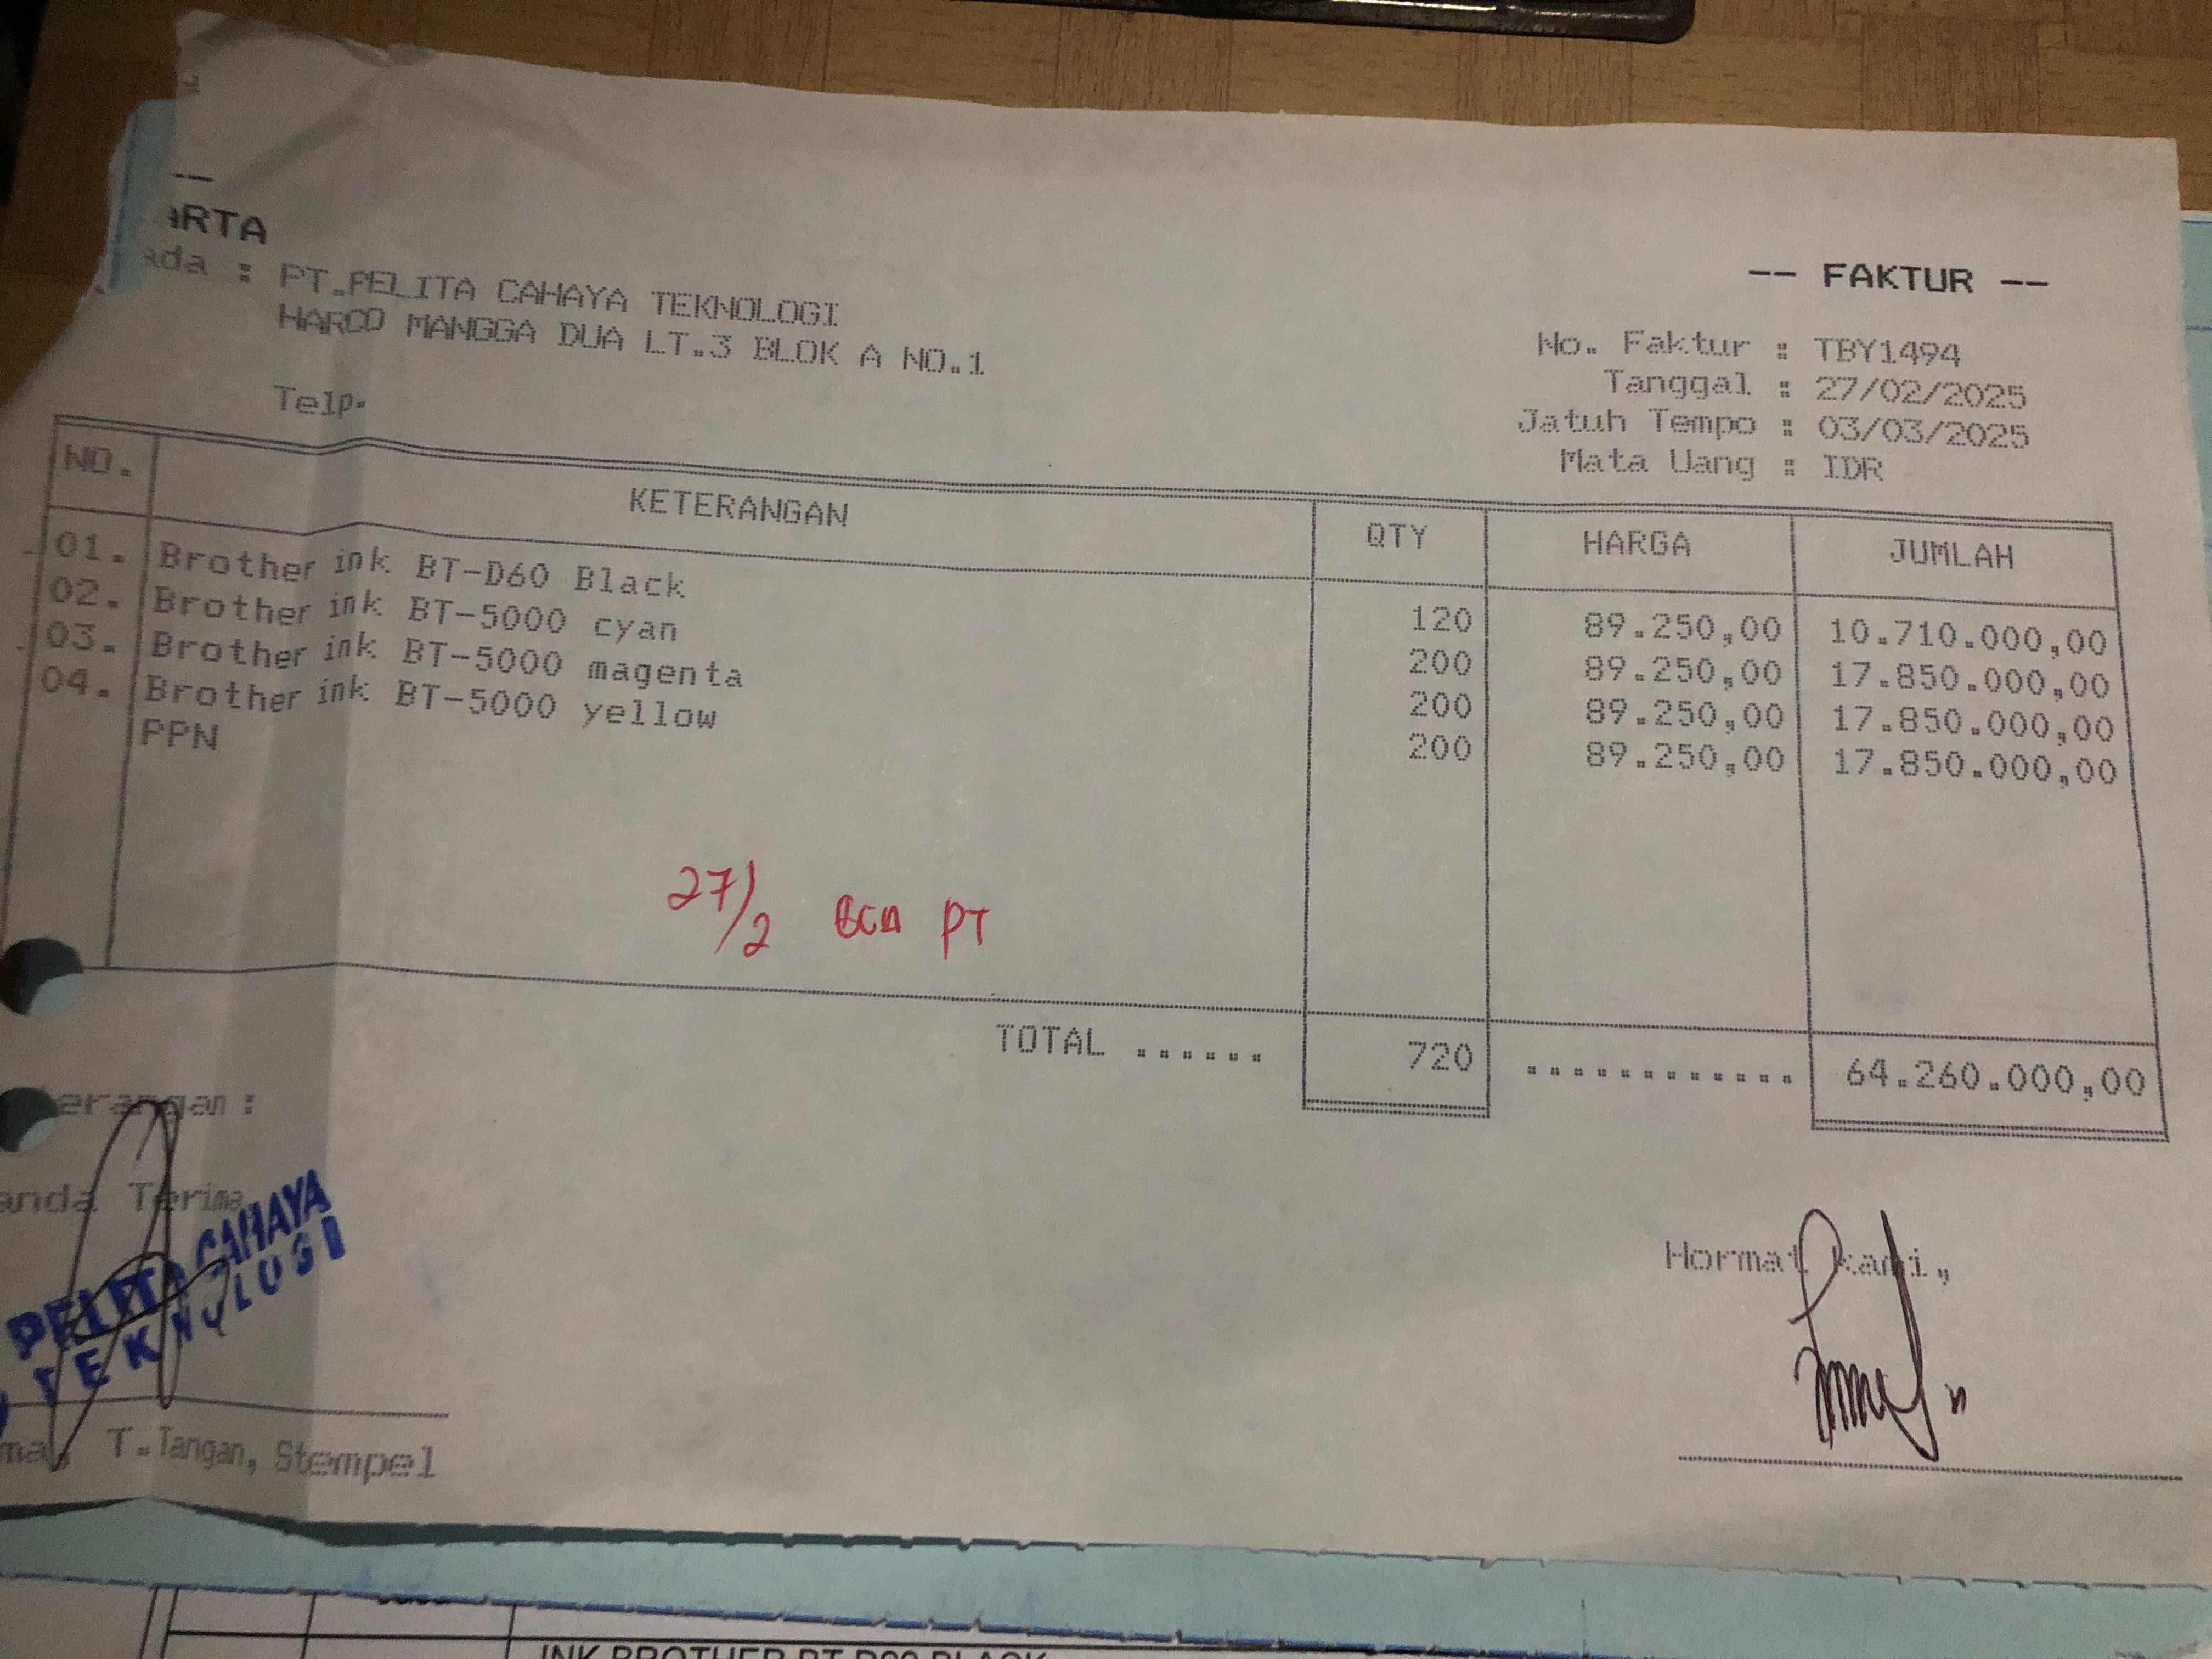 --
ARTA
ada : PT.PELITA CAHAYA TEKNOLOGI
HARCO MANGGA DUA LT.3 BLOK A NO.1
Telp.
-- FAKTUR --
No. Faktur : TBY1494
Tanggal : 27/02/2025
Jatuh Tempo : 03/03/2025
Mata Uang : IDR
NO. KETERANGAN QTY HARGA JUMLAH
01. Brother ink BT-D60 Black 120 89.250,00 10.710.000,00
02. Brother ink BT-5000 cyan 200 89.250,00 17.850.000,00
03. Brother ink BT-5000 magenta 200 89.250,00 17.850.000,00
04. Brother ink BT-5000 yellow 200 89.250,00 17.850.000,00
PPN
27/2 BCA PT
TOTAL ...... 720 ............ 64.260.000,00
erangan :
anda Terima,
PELITA CAHAYA
TEKNOLOGI
Hormat kami,
ma, T.Tangan, Stempel
INK BROTHER BT D60 BLACK